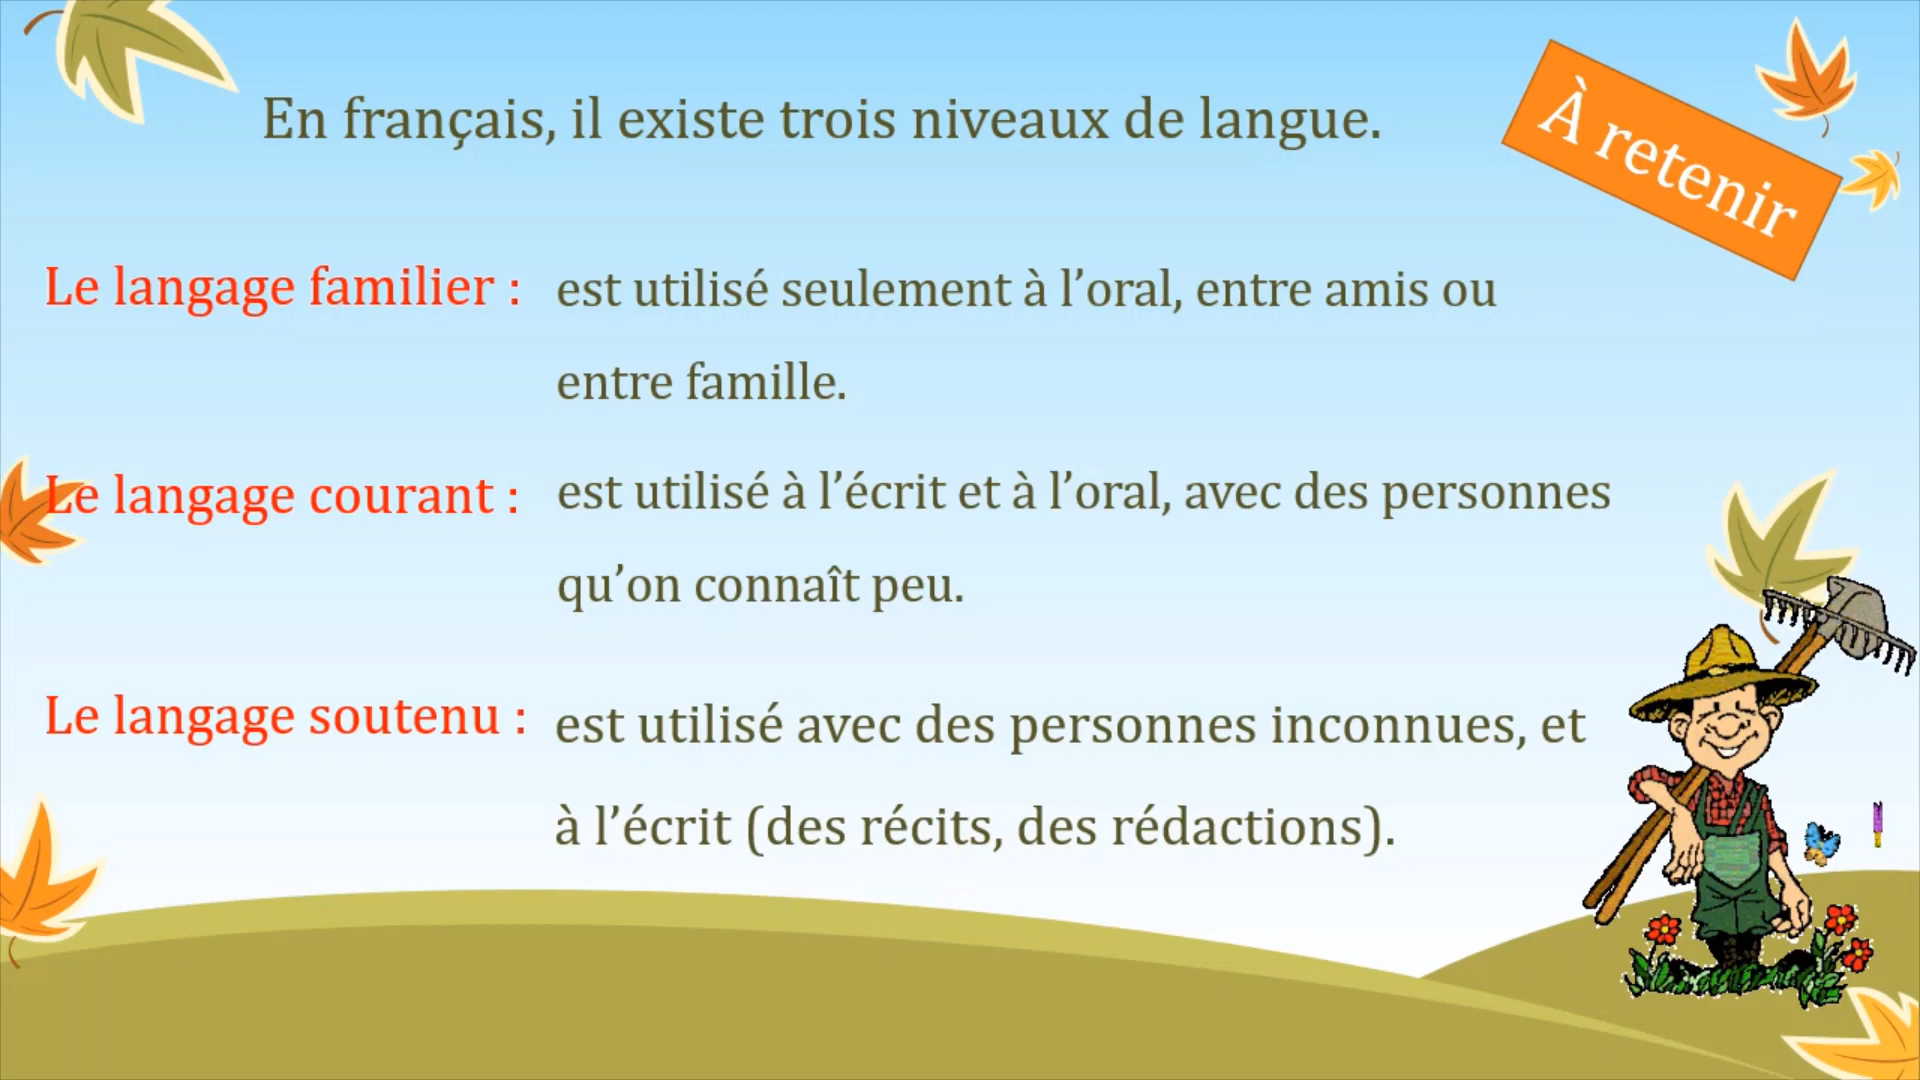 En français, il existe trois niveaux de langue.
À retenir
Le langage familier : est utilisé seulement à l’oral, entre amis ou
entre famille.
Le langage courant : est utilisé à l’écrit et à l’oral, avec des personnes
qu’on connaît peu.
Le langage soutenu : est utilisé avec des personnes inconnues, et
à l’écrit (des récits, des rédactions).